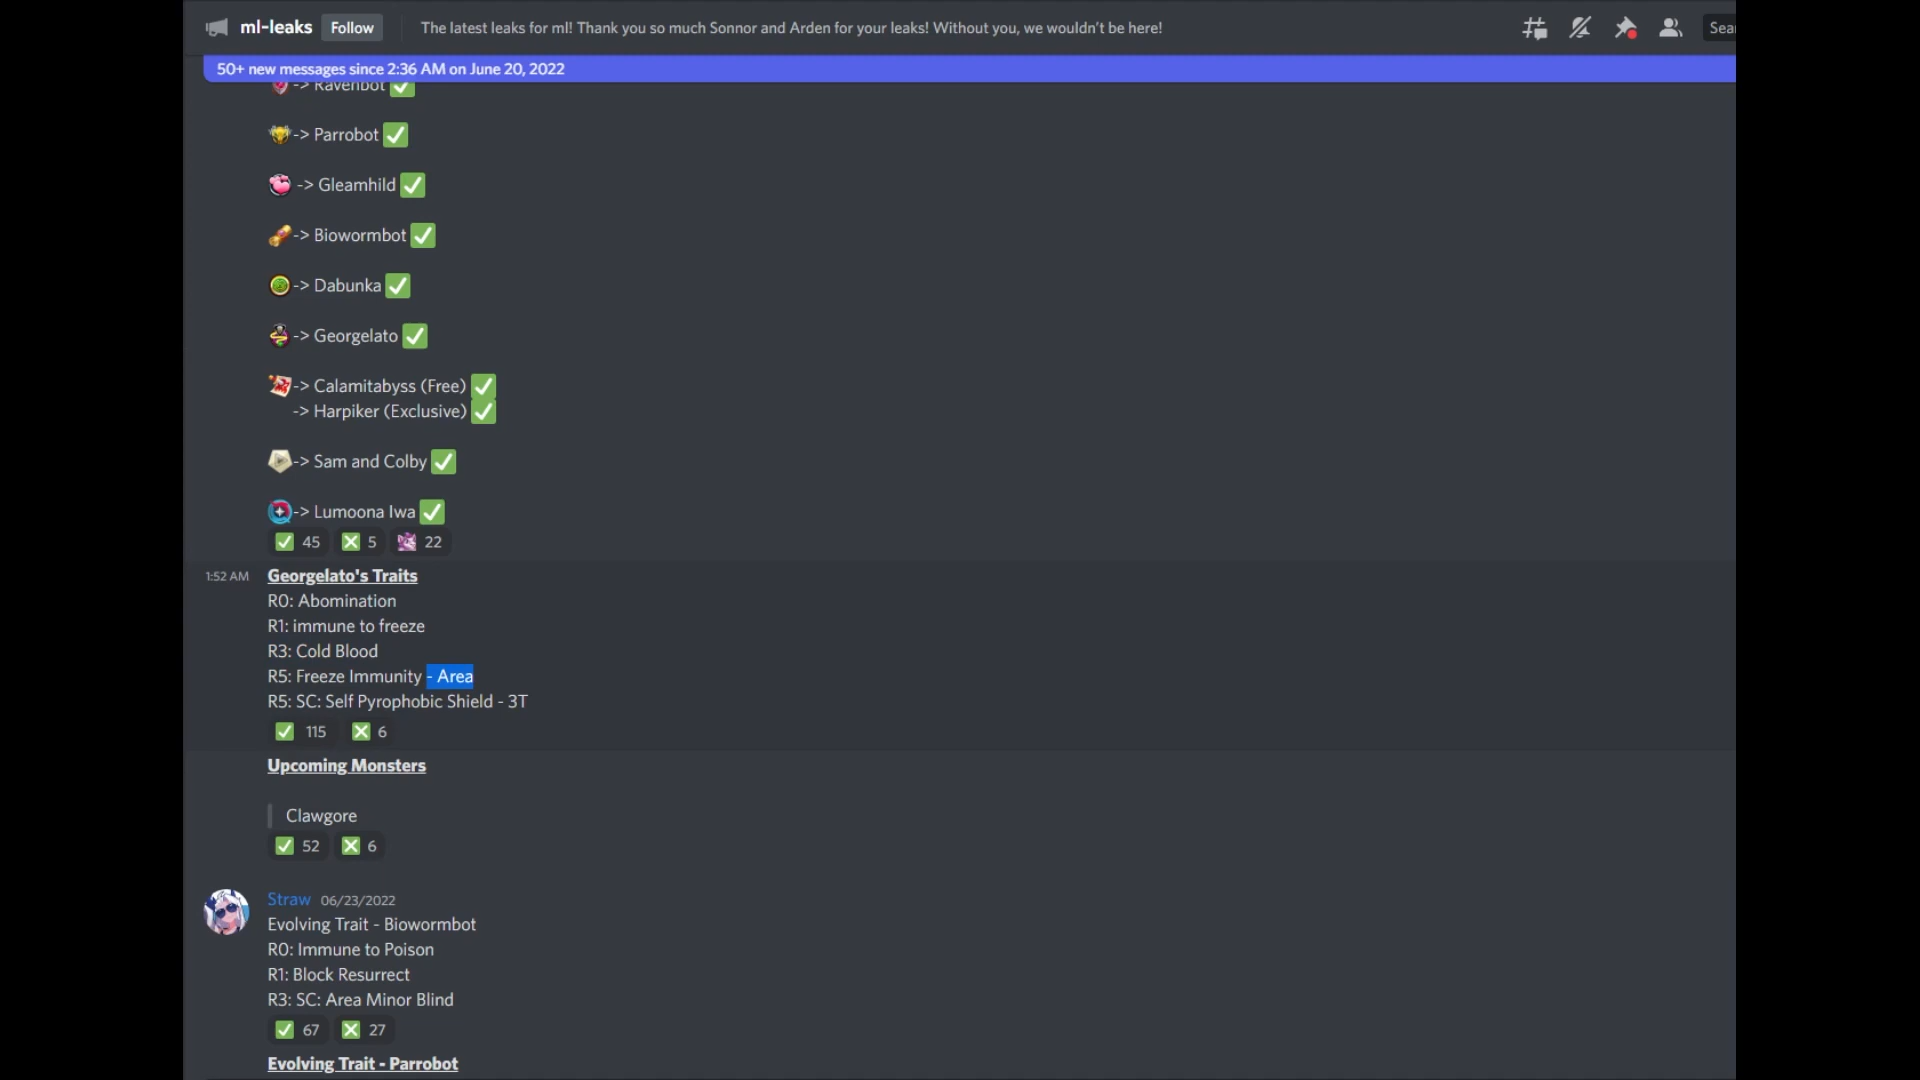 ml-leaks Follow The latest leaks for ml! Thank you so much Sonnor and Arden for your leaks! Without you, we wouldn't be here! Sear
50+ new messages since 2:36 AM on June 20, 2022
-> Ravenbot
-> Parrobot
-> Gleamhild
-> Biowormbot
-> Dabunka
-> Georgelato
-> Calamitabyss (Free)
-> Harpiker (Exclusive)
-> Sam and Colby
-> Lumoona Iwa
45 5 22
1:52 AM Georgelato's Traits
R0: Abomination
R1: immune to freeze
R3: Cold Blood
R5: Freeze Immunity - Area
R5: SC: Self Pyrophobic Shield - 3T
115 6
Upcoming Monsters
Clawgore
52 6
Straw 06/23/2022
Evolving Trait - Biowormbot
R0: Immune to Poison
R1: Block Resurrect
R3: SC: Area Minor Blind
67 27
Evolving Trait - Parrobot